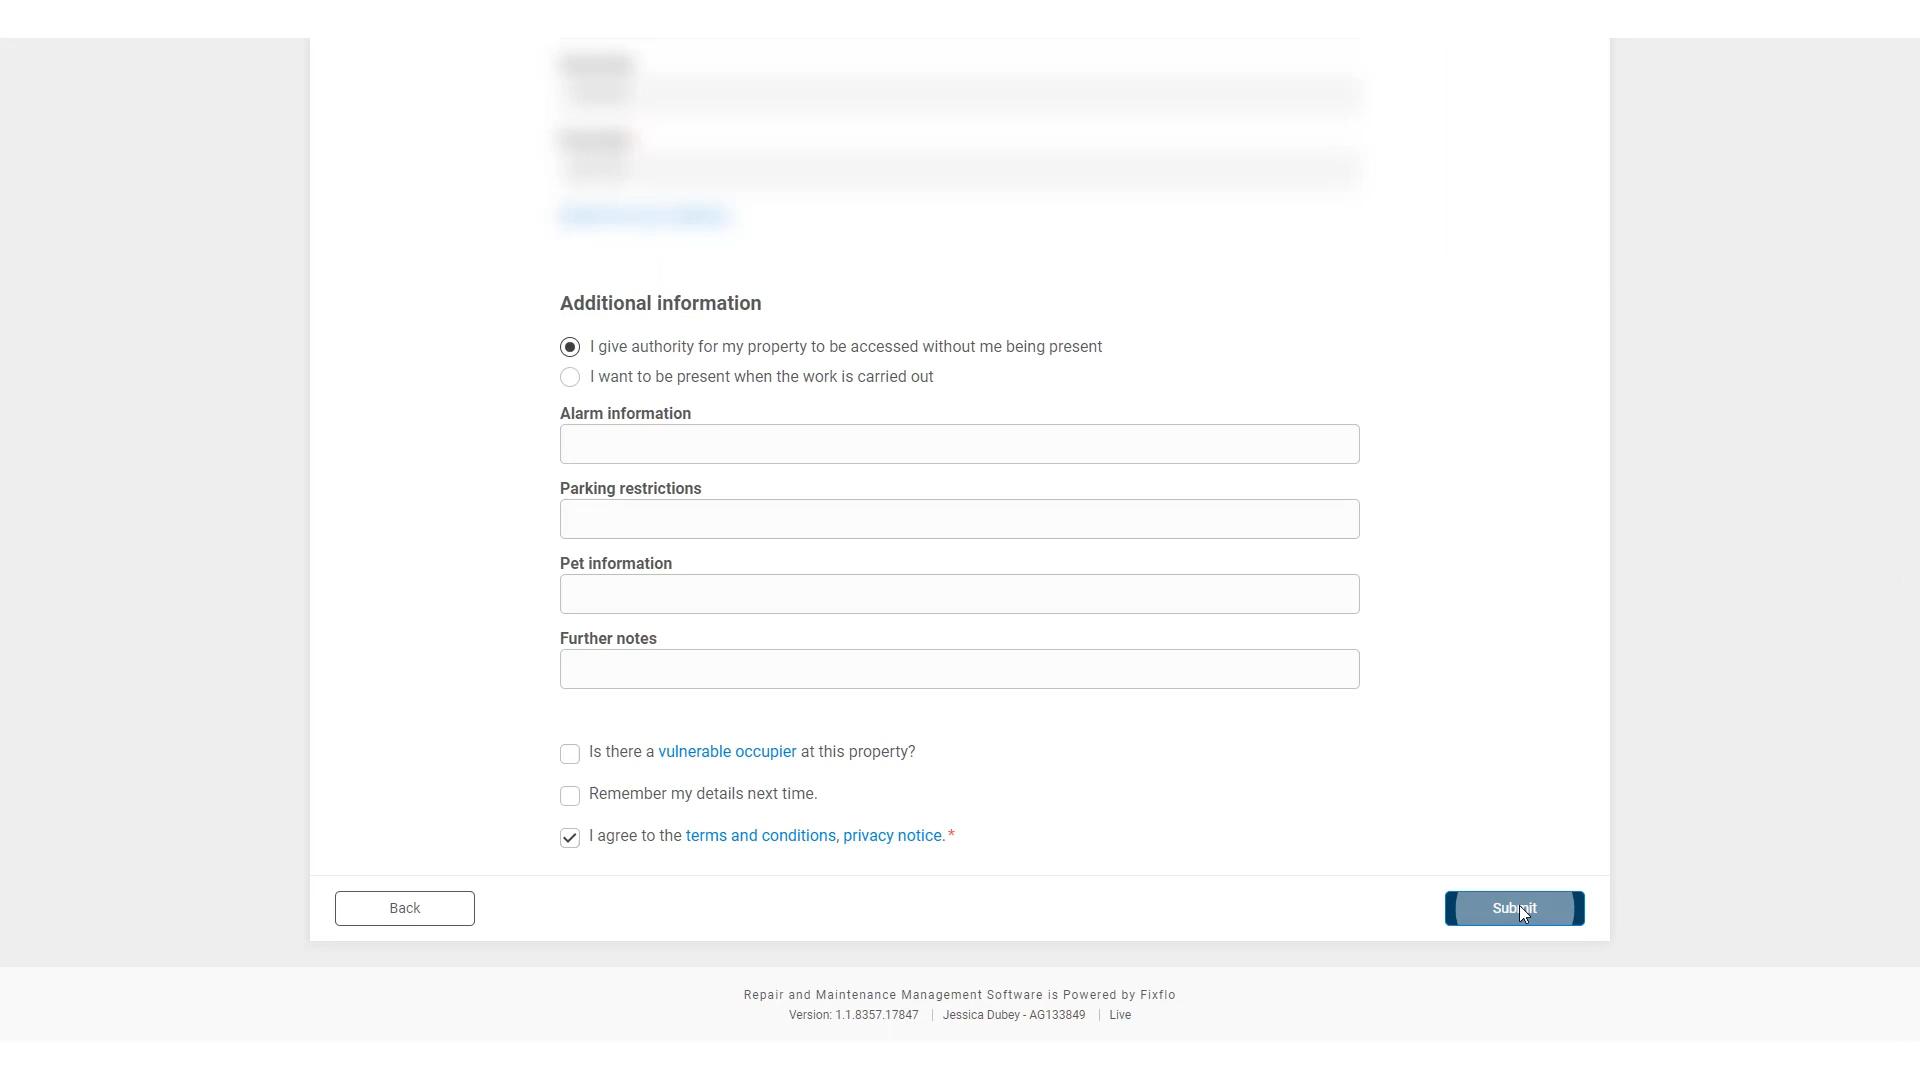 Additional information
I give authority for my property to be accessed without me being present
I want to be present when the work is carried out
Alarm information
Parking restrictions
Pet information
Further notes
Is there a vulnerable occupier at this property?
Remember my details next time.
I agree to the terms and conditions, privacy notice. *
Back
Submit
Repair and Maintenance Management Software is Powered by Fixflo
Version: 1.1.8357.17847 | Jessica Dubey - AG133849 | Live